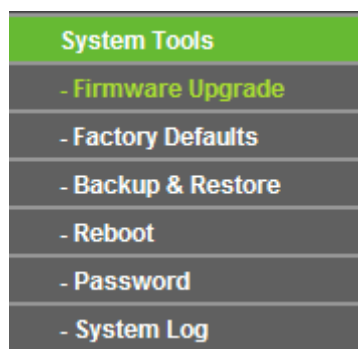 System Tools
- Firmware Upgrade
- Factory Defaults
- Backup & Restore
- Reboot
- Password
- System Log